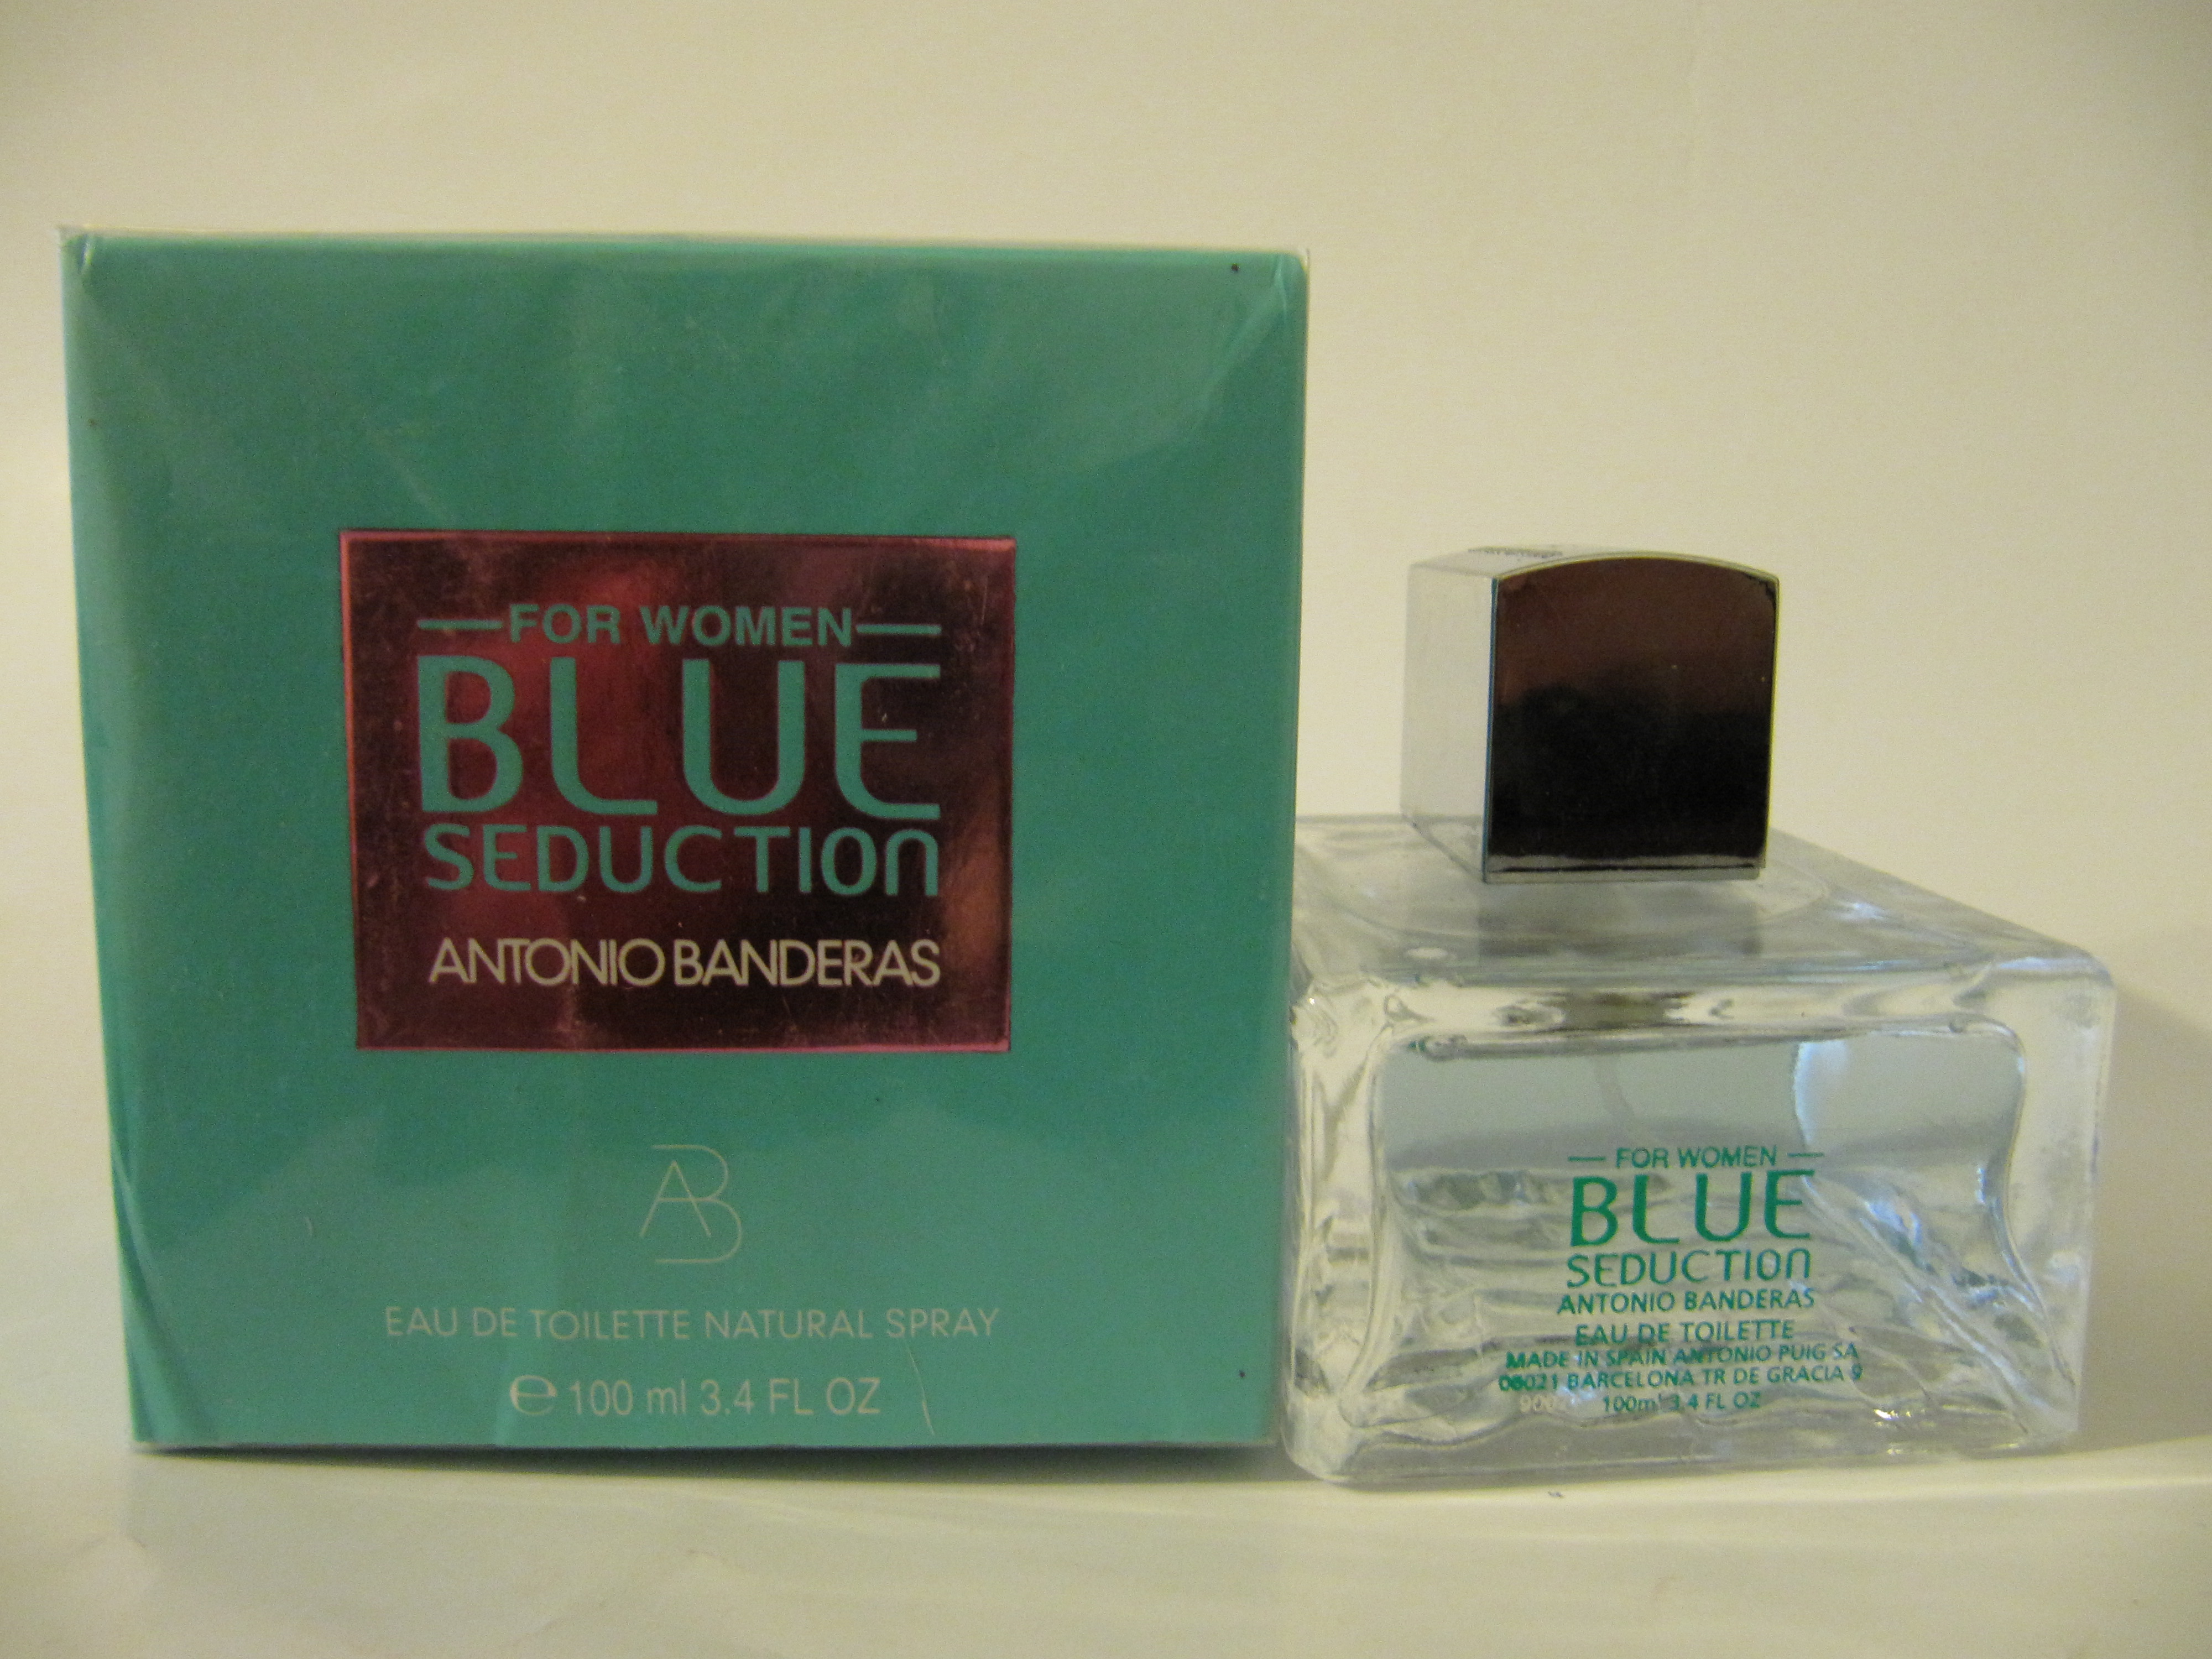 FOR WOMEN
BLUE
SEDUCTION
ANTONIO BANDERAS
AB
EAU DE TOILETTE NATURAL SPRAY
e 100 ml 3.4 FL OZ
FOR WOMEN
BLUE
SEDUCTION
ANTONIO BANDERAS
EAU DE TOILETTE
MADE IN SPAIN ANTONIO PUIG SA
08021 BARCELONA TR DE GRACIA 9
100ml 3,4 FL OZ